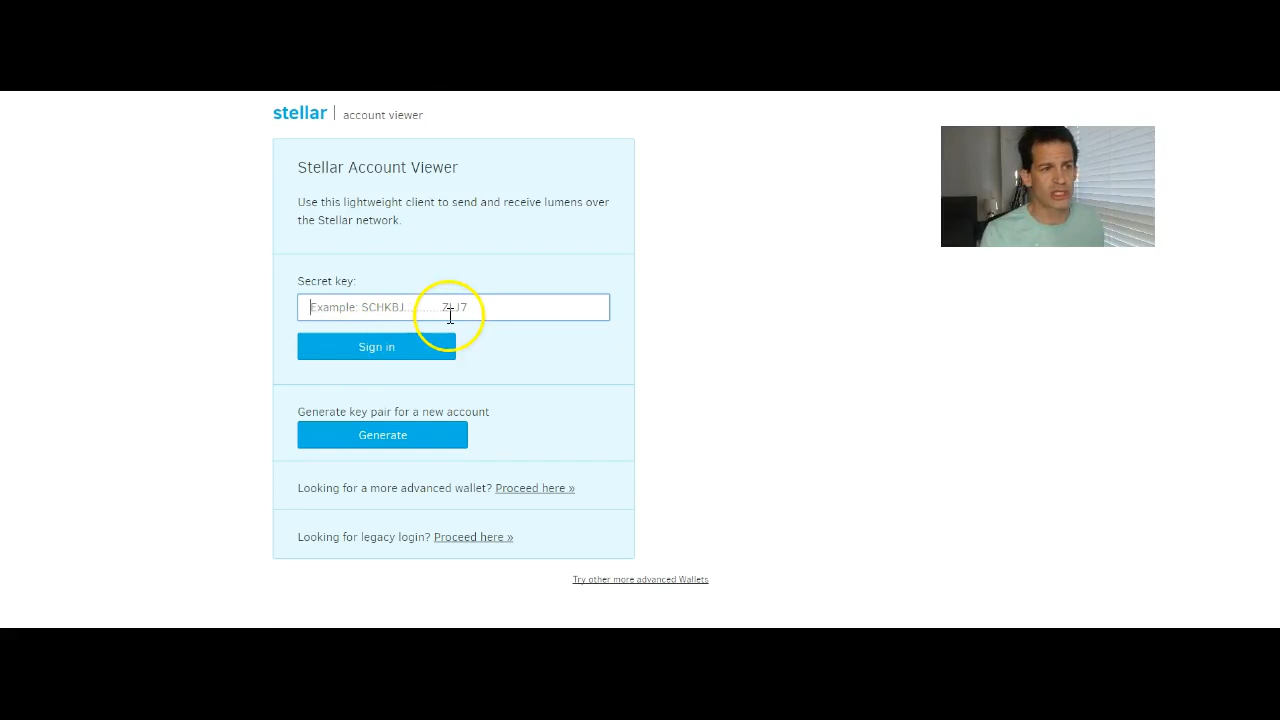 stellar | account viewer
Stellar Account Viewer
Use this lightweight client to send and receive lumens over
the Stellar network.
Secret key:
Example: SCHKBJ...........ZLJ7
Sign in
Generate key pair for a new account
Generate
Looking for a more advanced wallet? Proceed here »
Looking for legacy login? Proceed here »
Try other more advanced Wallets